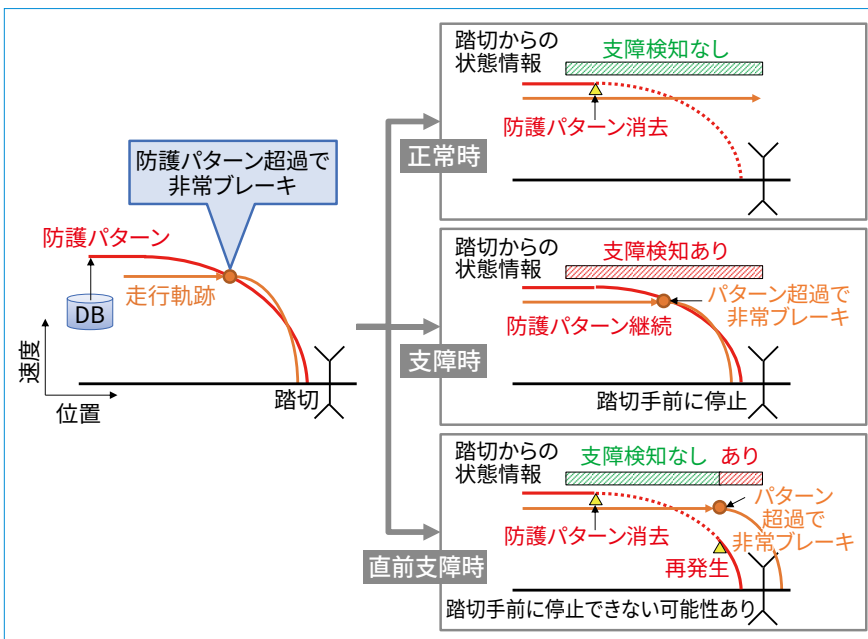 防護パターン超過で
非常ブレーキ
防護パターン
走行軌跡
DB
速度
位置
踏切
正常時
踏切からの
状態情報
支障検知なし
防護パターン消去
支障時
踏切からの
状態情報
支障検知あり
パターン超過で
非常ブレーキ
防護パターン継続
踏切手前に停止
直前支障時
踏切からの
状態情報
支障検知なし あり
パターン
超過で
非常ブレーキ
防護パターン消去
再発生
踏切手前に停止できない可能性あり